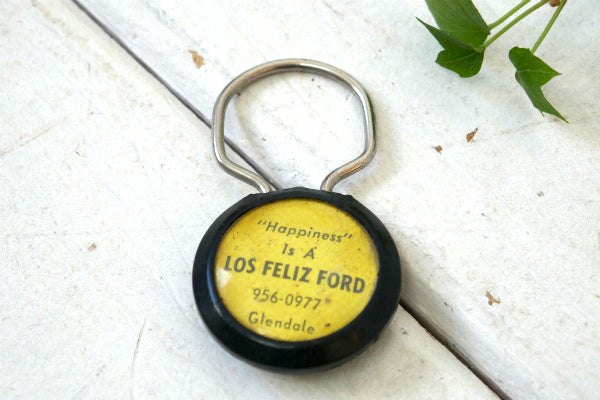 "Happiness"
Is A
LOS FELIZ FORD
956-0977
Glendale